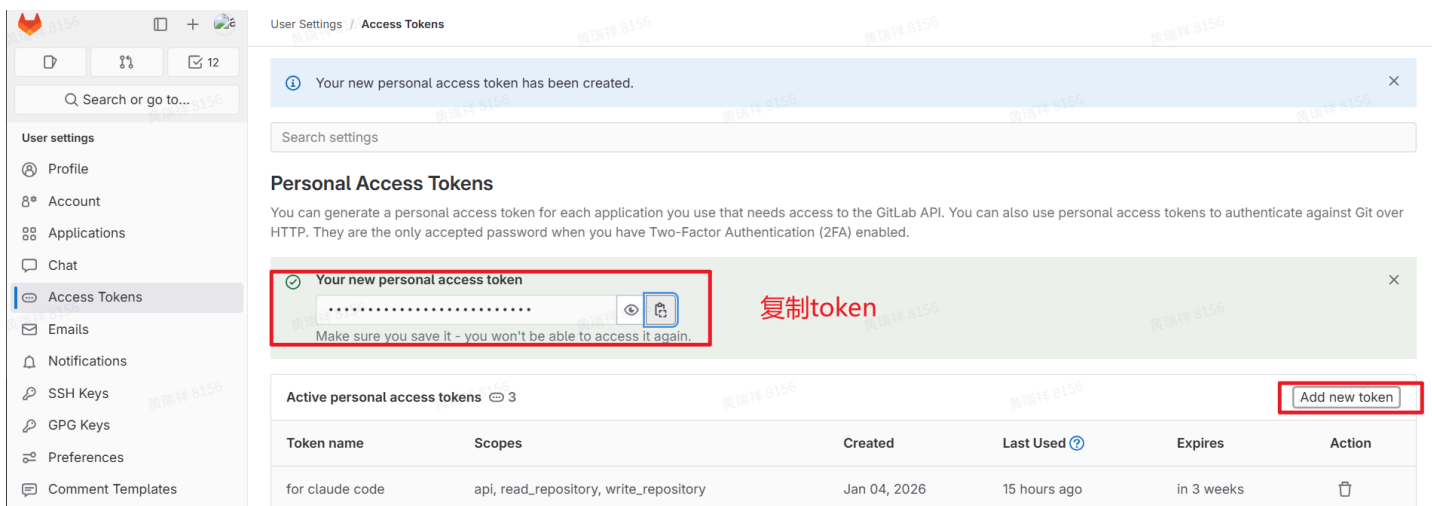 User Settings / Access Tokens
12
Search or go to...
Your new personal access token has been created.
Search settings
User settings
Profile
Account
Applications
Chat
Access Tokens
Emails
Notifications
SSH Keys
GPG Keys
Preferences
Comment Templates
Personal Access Tokens
You can generate a personal access token for each application you use that needs access to the GitLab API. You can also use personal access tokens to authenticate against Git over
HTTP. They are the only accepted password when you have Two-Factor Authentication (2FA) enabled.
Your new personal access token
••••••••••••••••••••••••••
Make sure you save it - you won't be able to access it again.
复制token
Active personal access tokens 3
Add new token
Token name Scopes Created Last Used Expires Action
for claude code api, read_repository, write_repository Jan 04, 2026 15 hours ago in 3 weeks
黄瑞祥 8156